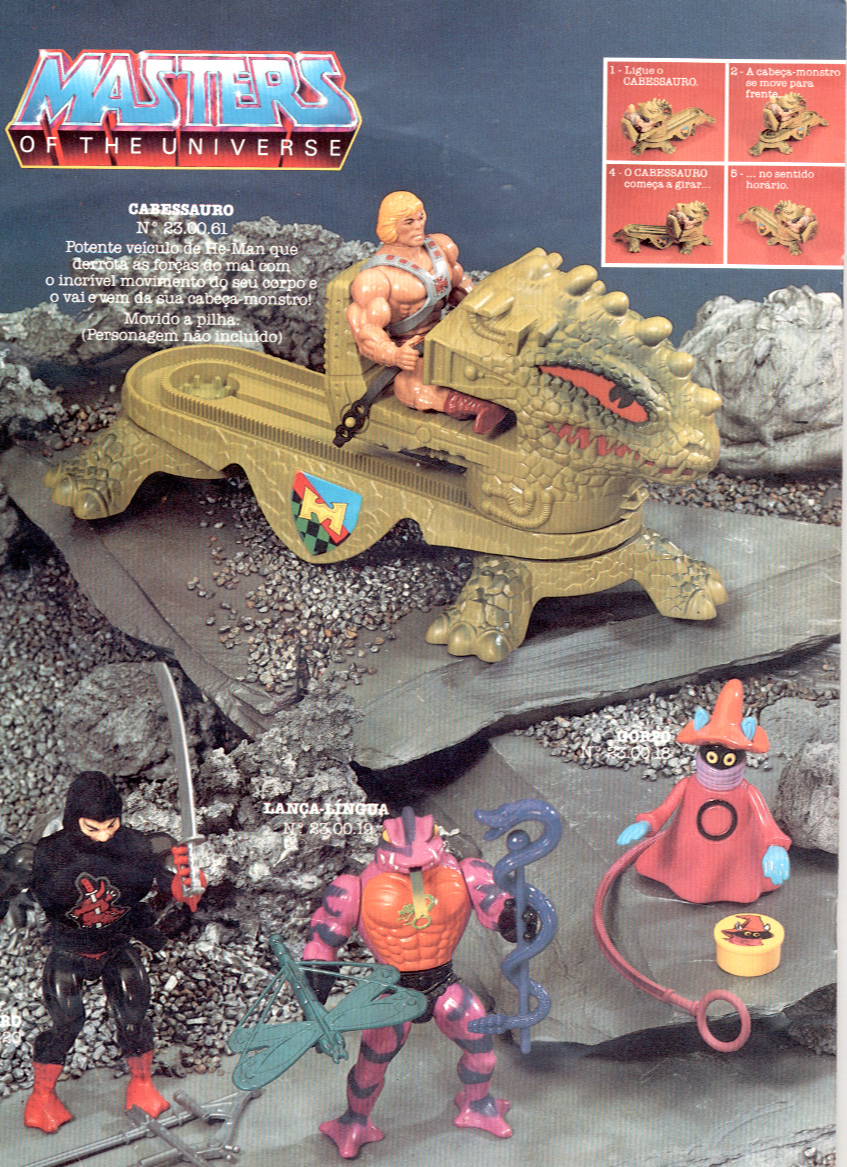 MASTERS
OF THE UNIVERSE
CABESSAURO
N° 23.00.61
Potente veículo de He-Man que
derrota as forças do mal com
o incrível movimento do seu corpo e
o vai e vem da sua cabeça-monstro!
Movido a pilha.
(Personagem não incluído)
1 - Ligue o
CABESSAURO.
2 - A cabeça-monstro
se move para
frente...
4 - O CABESSAURO
começa a girar...
5 - ... no sentido
horário.
GORPO
N° 23.00.18
LANÇA-LÍNGUA
N° 23.00.19
RO
.20